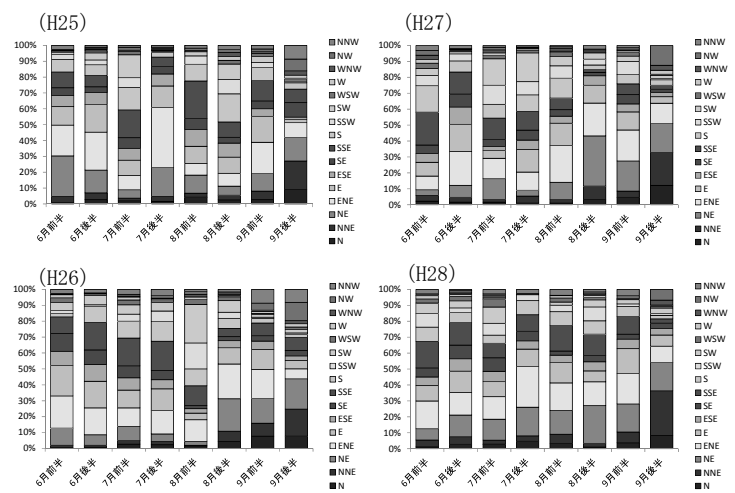 (H25)
100%
90%
80%
70%
60%
50%
40%
30%
20%
10%
0%
6月前半
6月後半
7月前半
7月後半
8月前半
8月後半
9月前半
9月後半
NNW
NW
WNW
W
WSW
SW
SSW
S
SSE
SE
ESE
E
ENE
NE
NNE
N
(H27)
100%
90%
80%
70%
60%
50%
40%
30%
20%
10%
0%
6月前半
6月後半
7月前半
7月後半
8月前半
8月後半
9月前半
9月後半
NNW
NW
WNW
W
WSW
SW
SSW
S
SSE
SE
ESE
E
ENE
NE
NNE
N
(H26)
100%
90%
80%
70%
60%
50%
40%
30%
20%
10%
0%
6月前半
6月後半
7月前半
7月後半
8月前半
8月後半
9月前半
9月後半
NNW
NW
WNW
W
WSW
SW
SSW
S
SSE
SE
ESE
E
ENE
NE
NNE
N
(H28)
100%
90%
80%
70%
60%
50%
40%
30%
20%
10%
0%
6月前半
6月後半
7月前半
7月後半
8月前半
8月後半
9月前半
9月後半
NNW
NW
WNW
W
WSW
SW
SSW
S
SSE
SE
ESE
E
ENE
NE
NNE
N